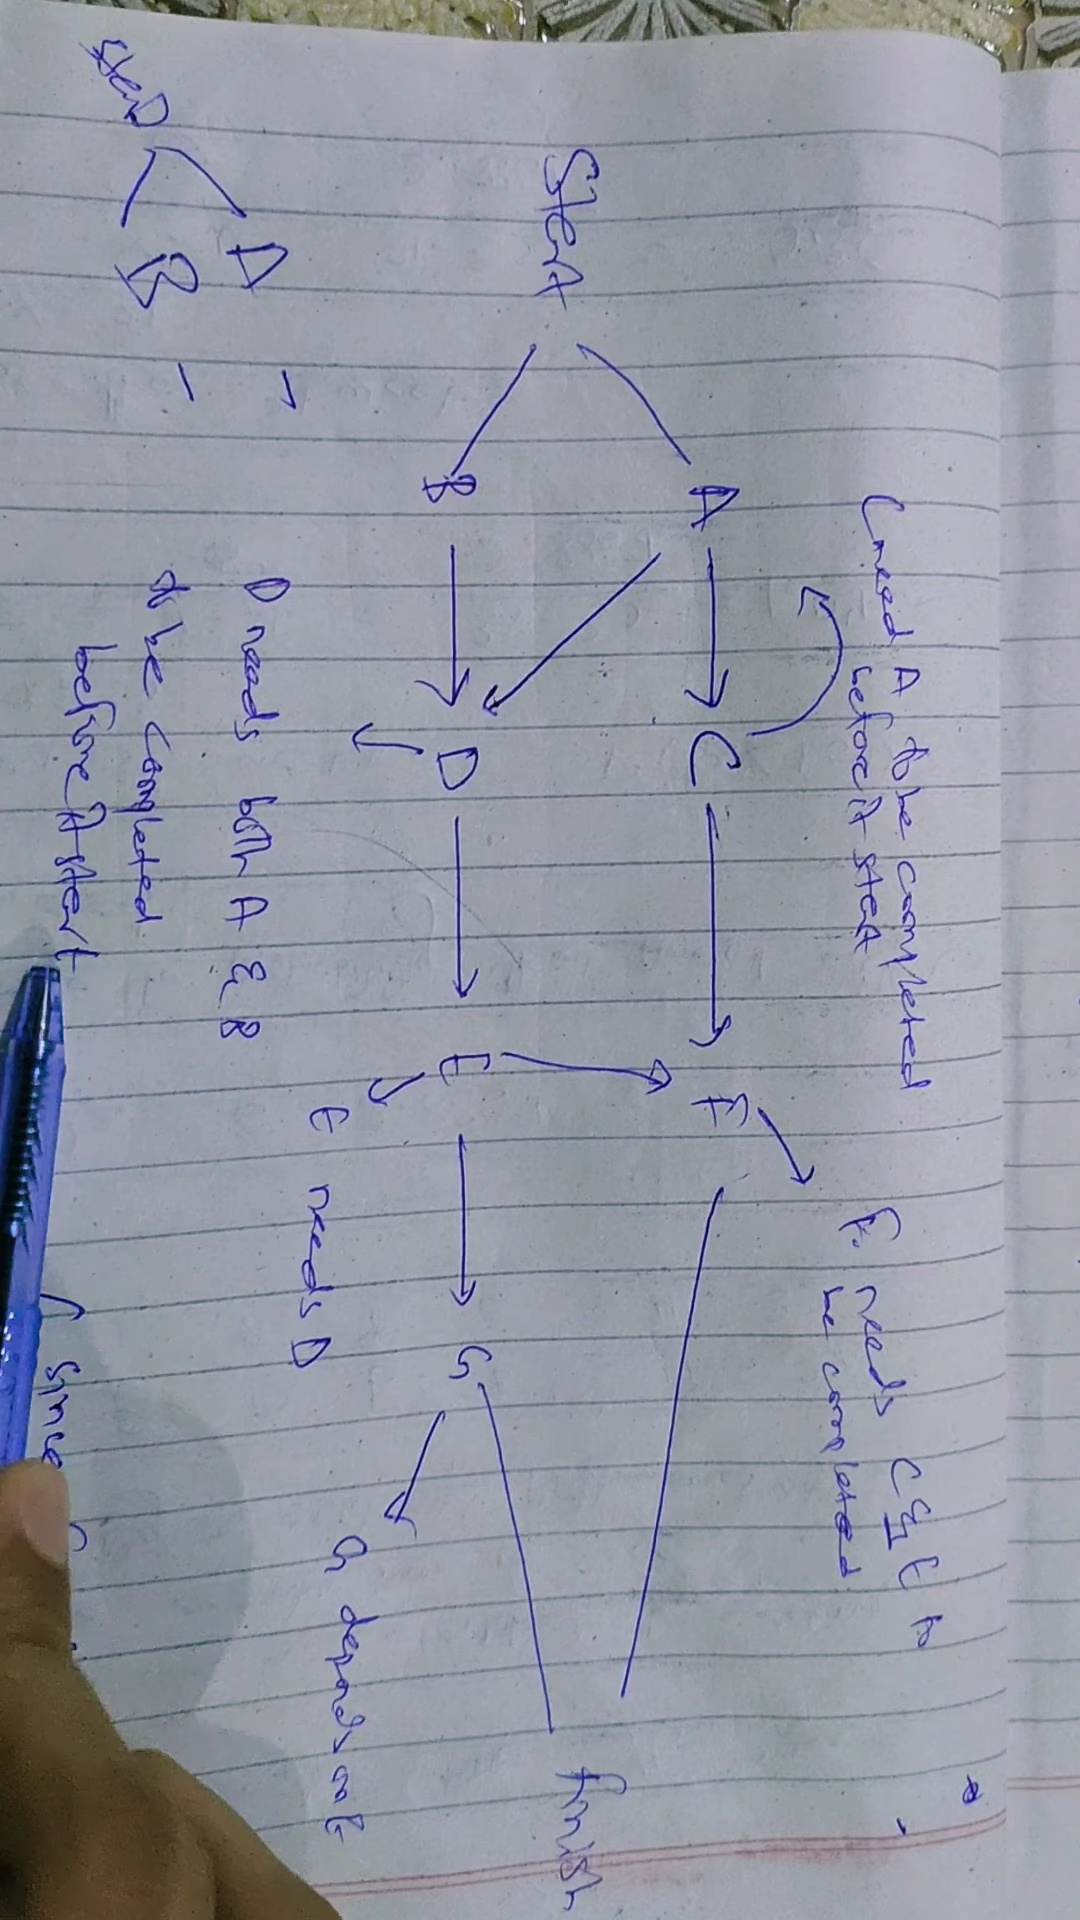 C need A to be completed
before it start
F. needs C & E to
be completed
A
C
F
Start
Finish
B
D
E
G
E needs D
G depends on E
D needs both A & B
to be completed
before it start
Start
A
B
since